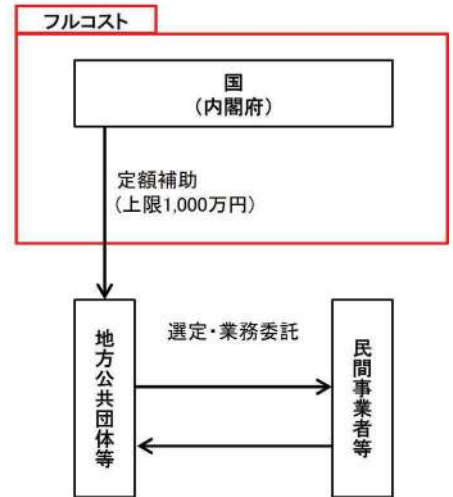 フルコスト
国
(内閣府)
定額補助
(上限1,000万円)
選定・業務委託
地方公共団体等
民間事業者等